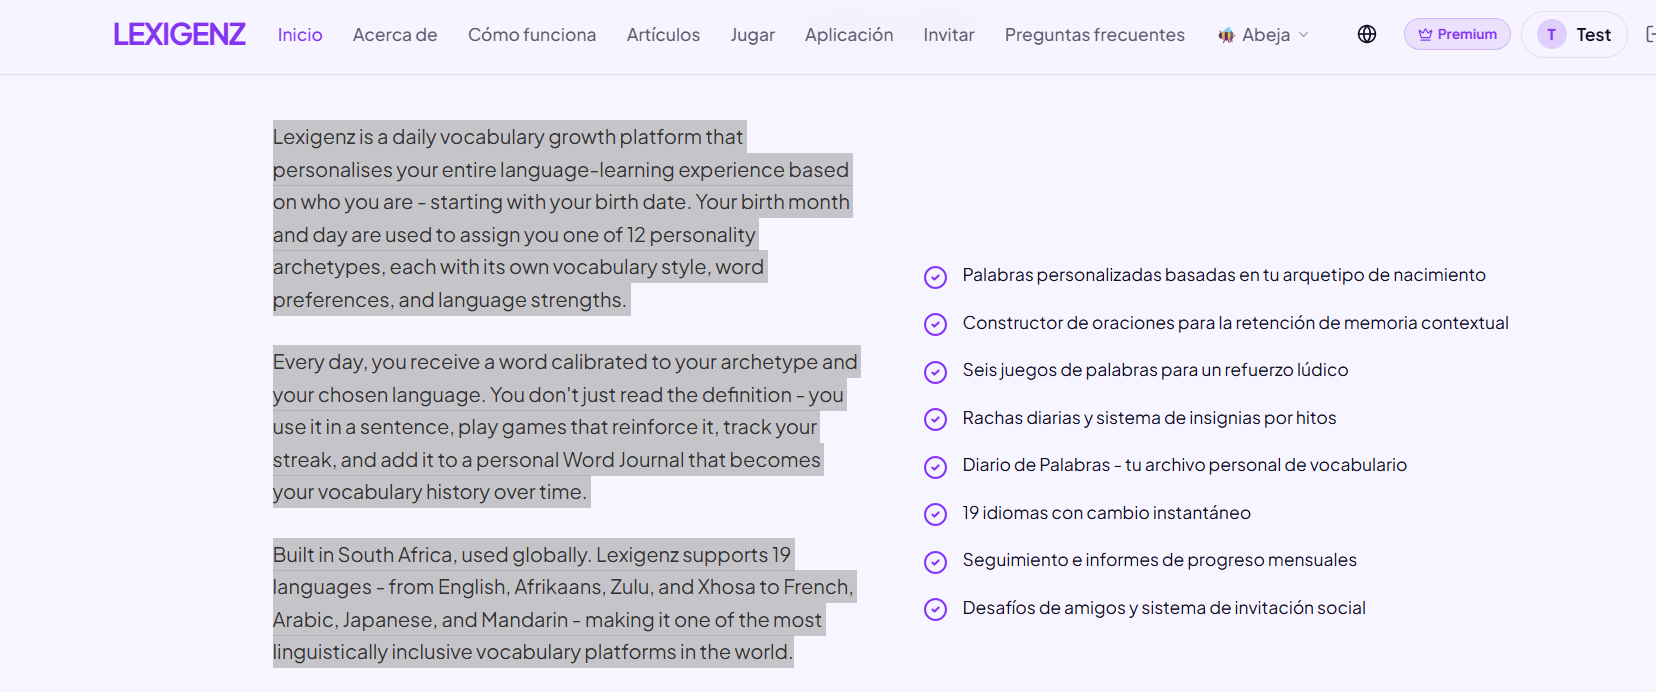 LEXIGENZ
Inicio
Acerca de
Cómo funciona
Artículos
Jugar
Aplicación
Invitar
Preguntas frecuentes
Abeja
Premium
T
Test
Lexigenz is a daily vocabulary growth platform that
personalises your entire language-learning experience based
on who you are - starting with your birth date. Your birth month
and day are used to assign you one of 12 personality
archetypes, each with its own vocabulary style, word
preferences, and language strengths.
Every day, you receive a word calibrated to your archetype and
your chosen language. You don't just read the definition - you
use it in a sentence, play games that reinforce it, track your
streak, and add it to a personal Word Journal that becomes
your vocabulary history over time.
Built in South Africa, used globally. Lexigenz supports 19
languages - from English, Afrikaans, Zulu, and Xhosa to French,
Arabic, Japanese, and Mandarin - making it one of the most
linguistically inclusive vocabulary platforms in the world.
Palabras personalizadas basadas en tu arquetipo de nacimiento
Constructor de oraciones para la retención de memoria contextual
Seis juegos de palabras para un refuerzo lúdico
Rachas diarias y sistema de insignias por hitos
Diario de Palabras - tu archivo personal de vocabulario
19 idiomas con cambio instantáneo
Seguimiento e informes de progreso mensuales
Desafíos de amigos y sistema de invitación social